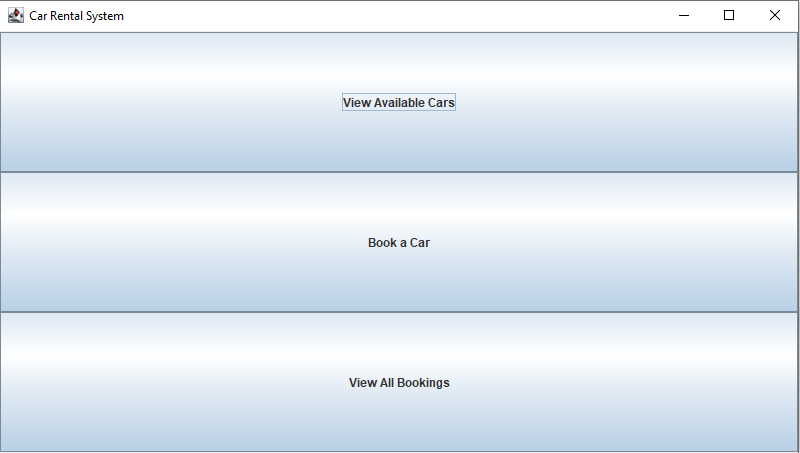 Car Rental System
View Available Cars
Book a Car
View All Bookings